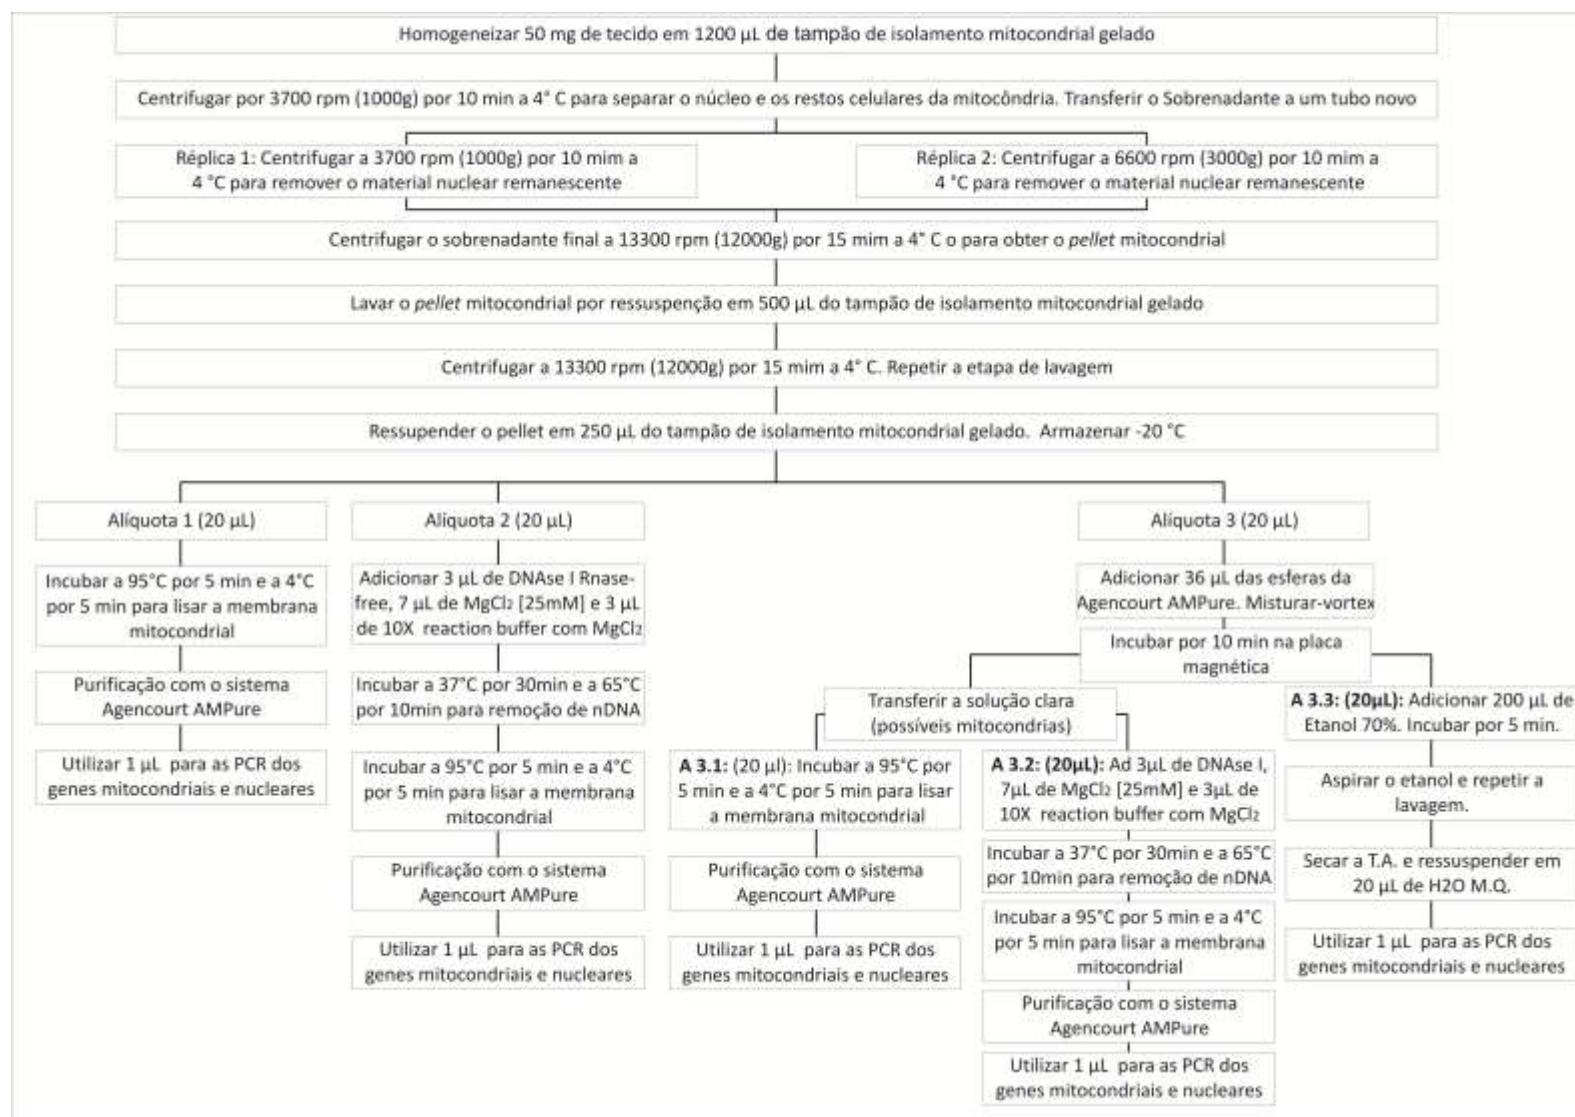 Homogeneizar 50 mg de tecido em 1200 µL de tampão de isolamento mitocondrial gelado
Centrifugar por 3700 rpm (1000g) por 10 min a 4° C para separar o núcleo e os restos celulares da mitocôndria. Transferir o Sobrenadante a um tubo novo
Réplica 1: Centrifugar a 3700 rpm (1000g) por 10 mim a
4 °C para remover o material nuclear remanescente
Réplica 2: Centrifugar a 6600 rpm (3000g) por 10 mim a
4 °C para remover o material nuclear remanescente
Centrifugar o sobrenadante final a 13300 rpm (12000g) por 15 mim a 4° C o para obter o pellet mitocondrial
Lavar o pellet mitocondrial por ressuspenção em 500 µL do tampão de isolamento mitocondrial gelado
Centrifugar a 13300 rpm (12000g) por 15 mim a 4° C. Repetir a etapa de lavagem
Ressupender o pellet em 250 µL do tampão de isolamento mitocondrial gelado.  Armazenar -20 °C
Alíquota 1 (20 µL)
Incubar a 95°C por 5 min e a 4°C
por 5 min para lisar a membrana
mitocondrial
Purificação com o sistema
Agencourt AMPure
Utilizar 1 µL  para as PCR dos
genes mitocondriais e nucleares
Alíquota 2 (20 µL)
Adicionar 3 µL de DNAse I Rnase-
free, 7 µL de MgCl₂ [25mM] e 3 µL
de 10X  reaction buffer com MgCl₂
Incubar a 37°C por 30min e a 65°C
por 10min para remoção de nDNA
Incubar a 95°C por 5 min e a 4°C
por 5 min para lisar a membrana
mitocondrial
Purificação com o sistema
Agencourt AMPure
Utilizar 1 µL  para as PCR dos
genes mitocondriais e nucleares
Alíquota 3 (20 µL)
Adicionar 36 µL das esferas da
Agencourt AMPure. Misturar-vortex
Incubar por 10 min na placa
magnética
Transferir a solução clara
(possíveis mitocondrias)
A 3.1: (20 µl): Incubar a 95°C por
5 min e a 4°C por 5 min para lisar
a membrana mitocondrial
Purificação com o sistema
Agencourt AMPure
Utilizar 1 µL  para as PCR dos
genes mitocondriais e nucleares
A 3.2: (20µL): Ad 3µL de DNAse I,
7µL de MgCl₂ [25mM] e 3µL de
10X  reaction buffer com MgCl₂
Incubar a 37°C por 30min e a 65°C
por 10min para remoção de nDNA
Incubar a 95°C por 5 min e a 4°C
por 5 min para lisar a membrana
mitocondrial
Purificação com o sistema
Agencourt AMPure
Utilizar 1 µL  para as PCR dos
genes mitocondriais e nucleares
A 3.3: (20µL): Adicionar 200 µL de
Etanol 70%. Incubar por 5 min.
Aspirar o etanol e repetir a
lavagem.
Secar a T.A. e ressuspender em
20 µL de H2O M.Q.
Utilizar 1 µL  para as PCR dos
genes mitocondriais e nucleares